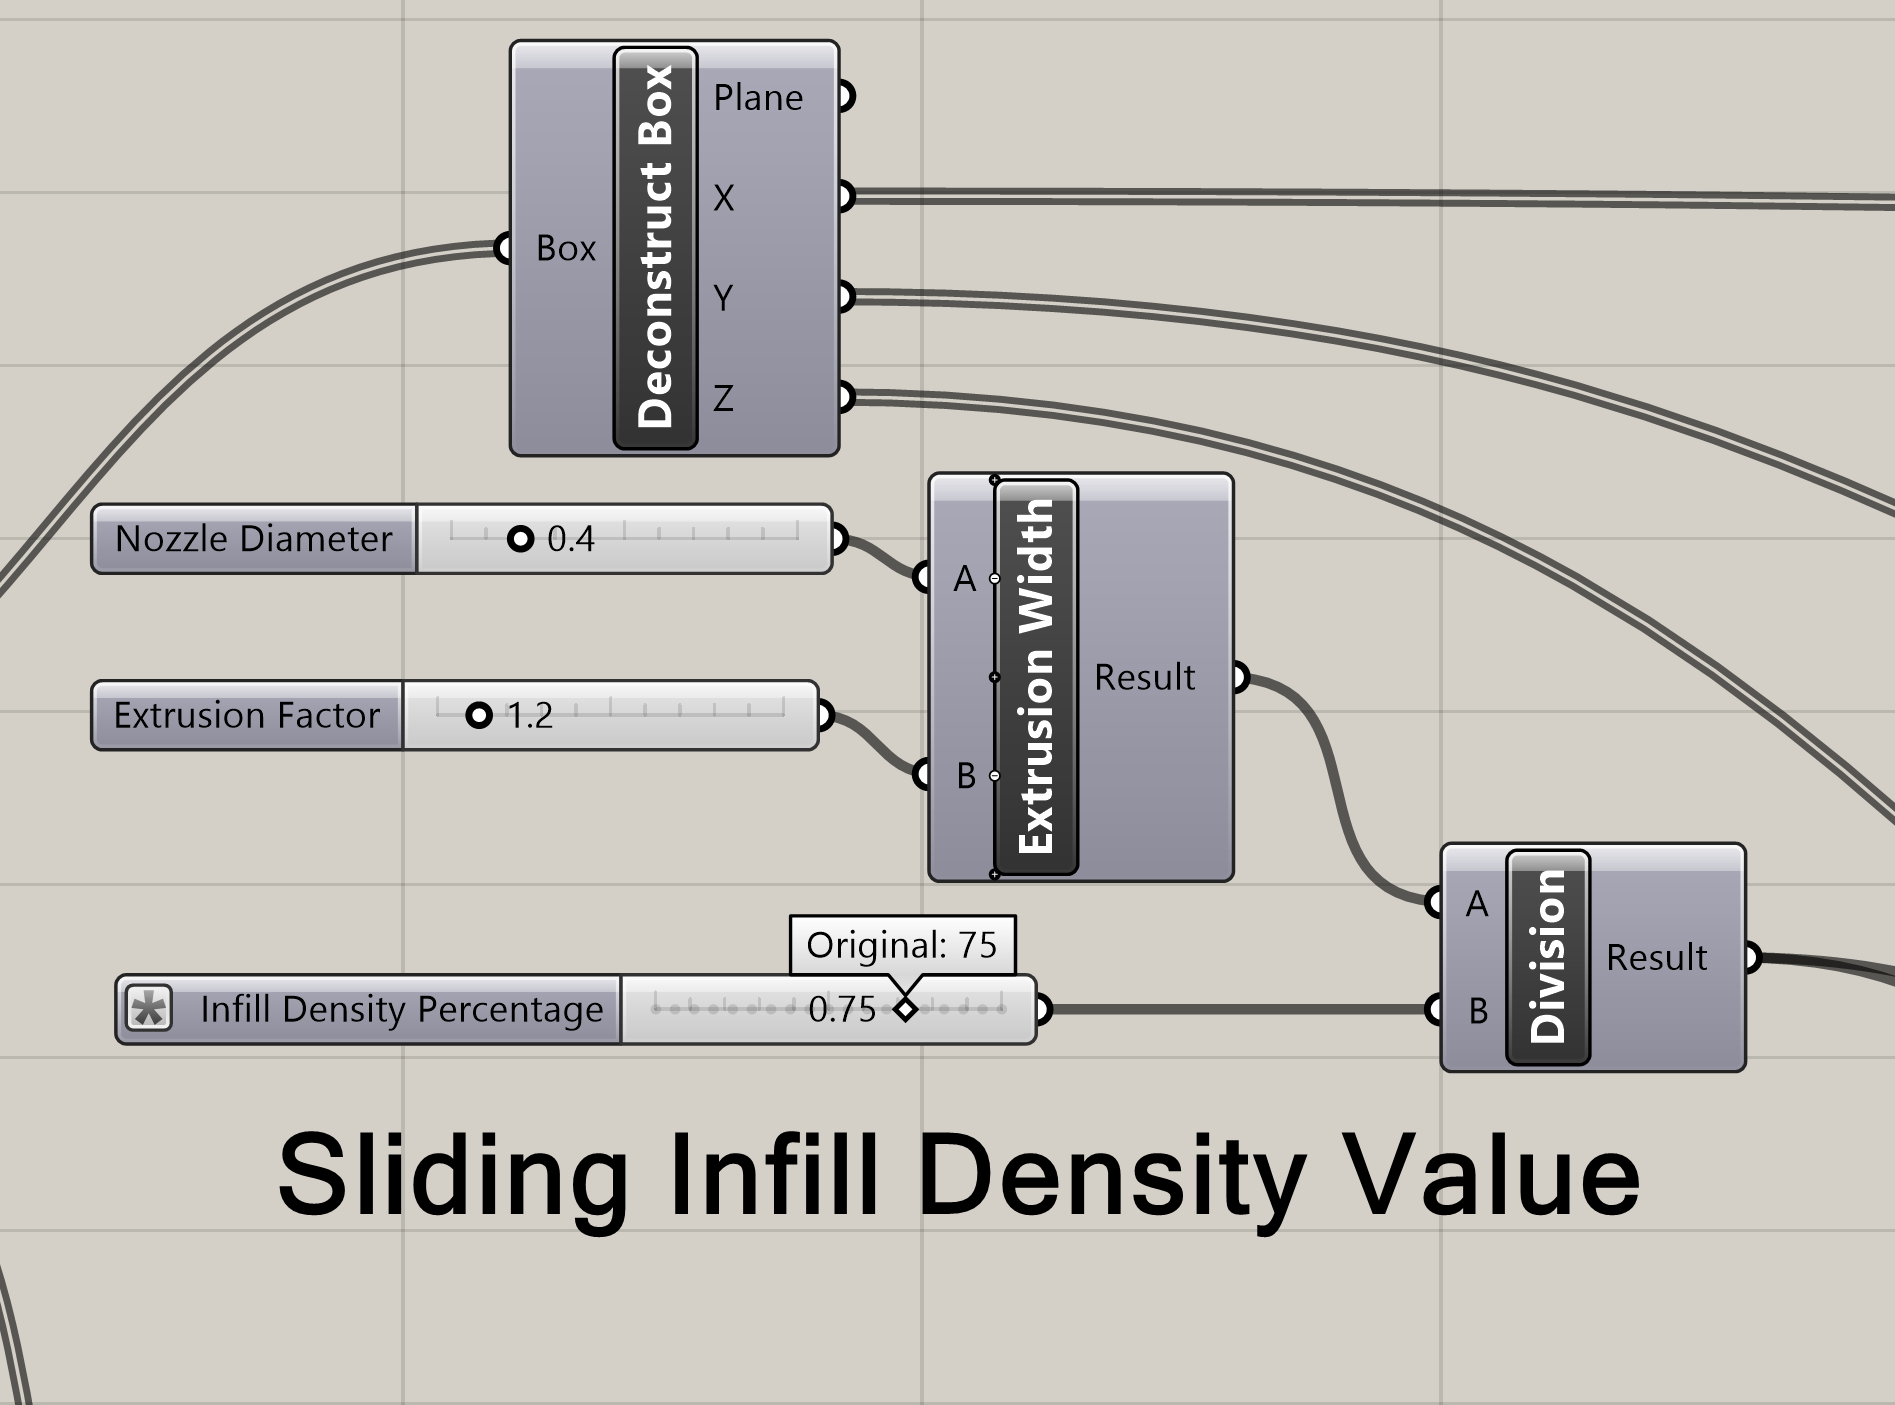 Deconstruct Box
Box
Plane
X
Y
Z
Nozzle Diameter
0.4
Extrusion Factor
1.2
A
B
Extrusion Width
Result
Original: 75
Infill Density Percentage
0.75
A
B
Division
Result
Sliding Infill Density Value